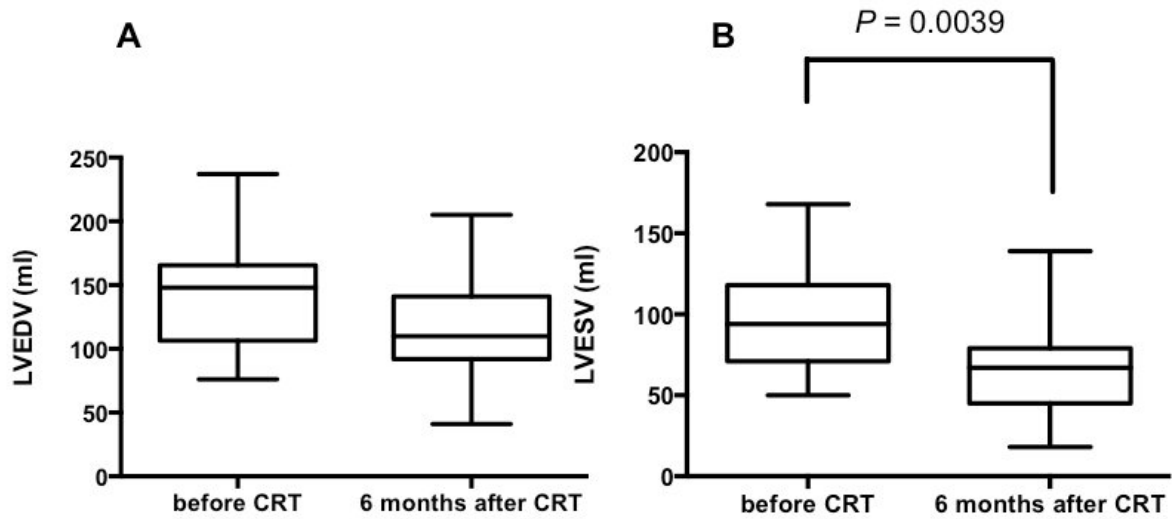 A
250
200
150
100
50
0
LVEDV (ml)
before CRT
6 months after CRT
B
P = 0.0039
200
150
100
50
0
LVESV (ml)
before CRT
6 months after CRT